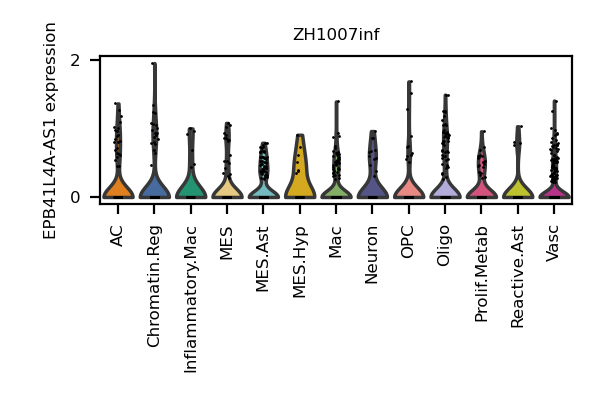 ZH1007inf
EPB41L4A-AS1 expression
2
0
AC
Chromatin.Reg
Inflammatory.Mac
MES
MES.Ast
MES.Hyp
Mac
Neuron
OPC
Oligo
Prolif.Metab
Reactive.Ast
Vasc